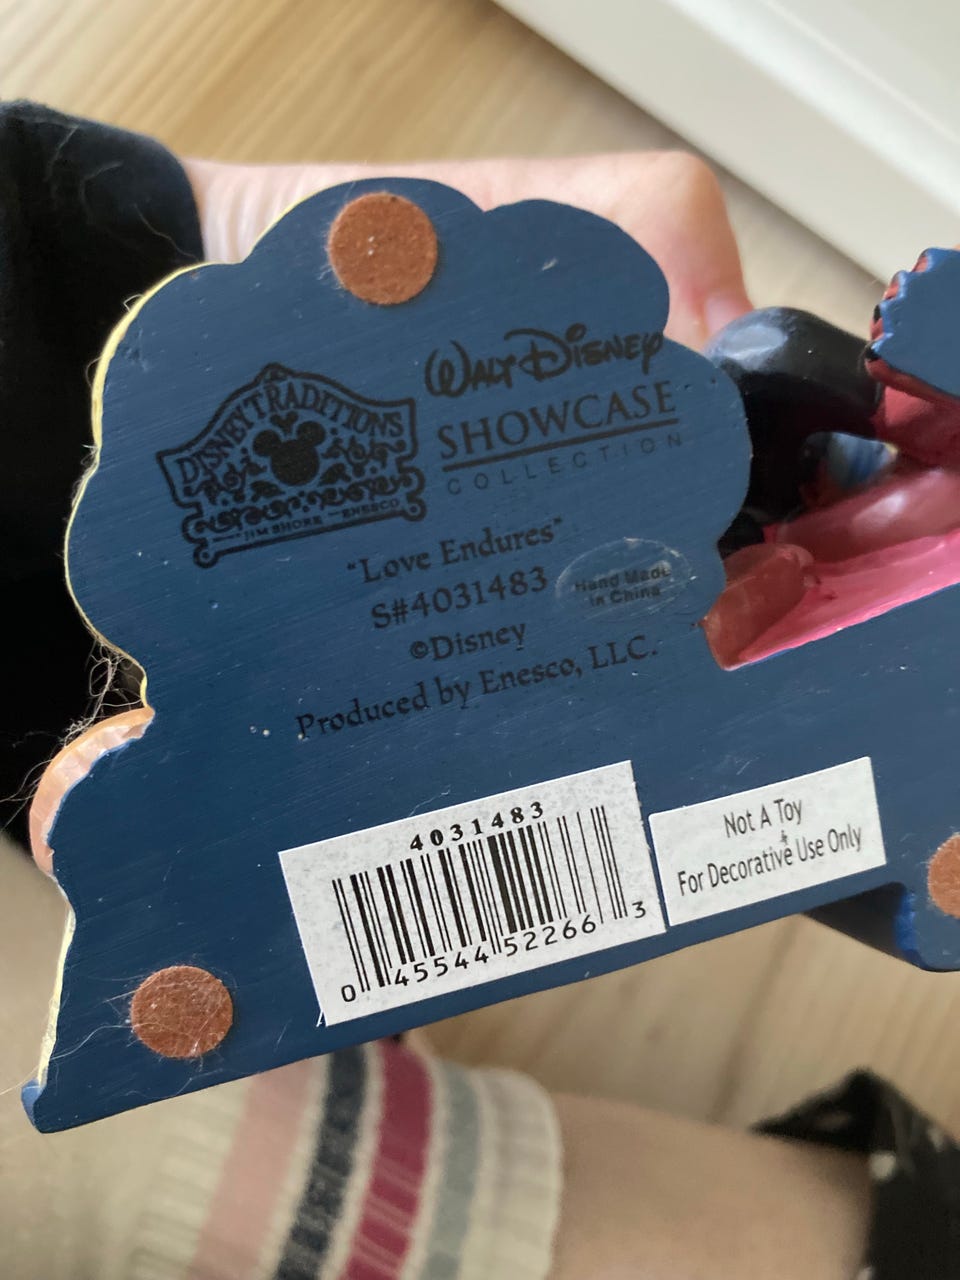 DISNEY TRADITIONS
JIM SHORE ENESCO
WALT DISNEY
SHOWCASE
COLLECTION
"Love Endures"
S#4031483
©Disney
Produced by Enesco, LLC.
Hand Made
in China
4031483
0 45544 52266 3
Not A Toy
For Decorative Use Only